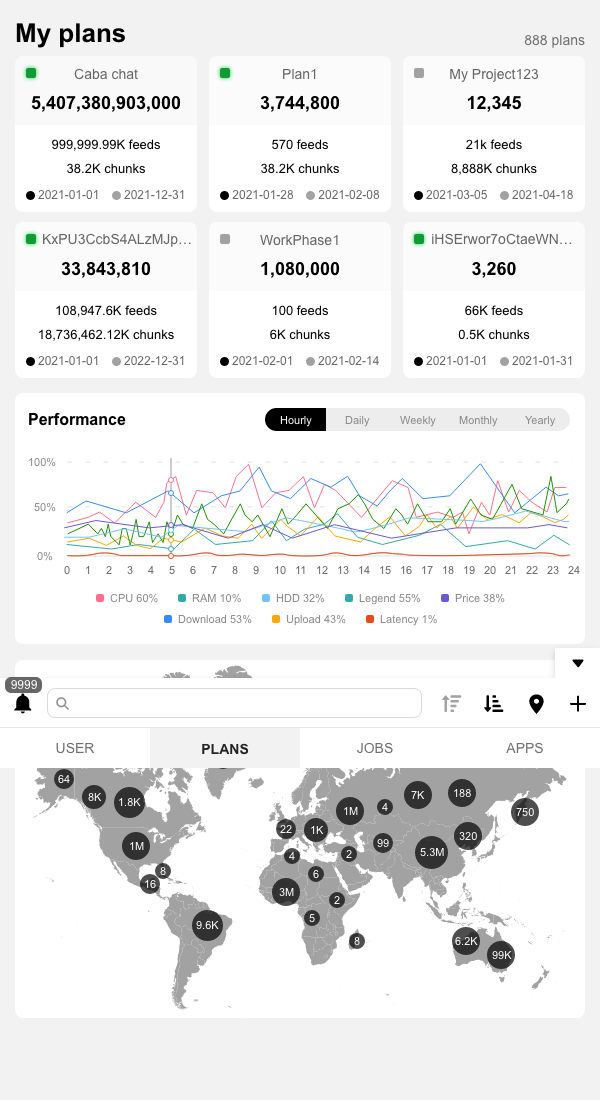 My plans
888 plans
Caba chat
5,407,380,903,000
999,999.99K feeds
38.2K chunks
2021-01-01 2021-12-31
Plan1
3,744,800
570 feeds
38.2K chunks
2021-01-28 2021-02-08
My Project123
12,345
21k feeds
8,888K chunks
2021-03-05 2021-04-18
KxPU3CcbS4ALzMJp...
33,843,810
108,947.6K feeds
18,736,462.12K chunks
2021-01-01 2022-12-31
WorkPhase1
1,080,000
100 feeds
6K chunks
2021-02-01 2021-02-14
iHSErwor7oCtaeWN...
3,260
66K feeds
0.5K chunks
2021-01-01 2021-01-31
Performance
Hourly Daily Weekly Monthly Yearly
100%
50%
0%
0 1 2 3 4 5 6 7 8 9 10 11 12 13 14 15 16 17 18 19 20 21 22 23 24
CPU 60% RAM 10% HDD 32% Legend 55% Price 38%
Download 53% Upload 43% Latency 1%
9999
USER PLANS JOBS APPS
64
8K
1.8K
1M
8
16
9.6K
22
1K
1M
4
7K
188
750
320
5.3M
99
2
4
6
3M
2
5
8
6.2K
99K